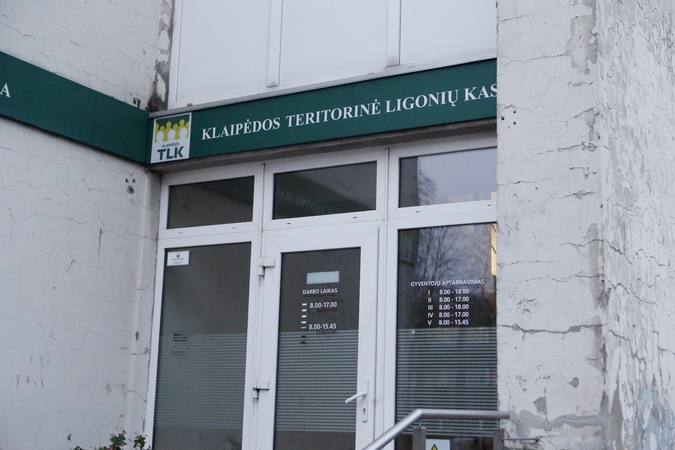 A
KLAIPĖDOS TERITORINĖ LIGONIŲ KAS
KLAIPĖDOS
TLK
DARBO LAIKAS
8.00-17.00
8.00-15.45
GYVENTOJŲ APTARNAVIMAS
I 8.00 - 18.00
II 8.00 - 17.00
III 8.00 - 18.00
IV 8.00 - 17.00
V 8.00 - 15.45